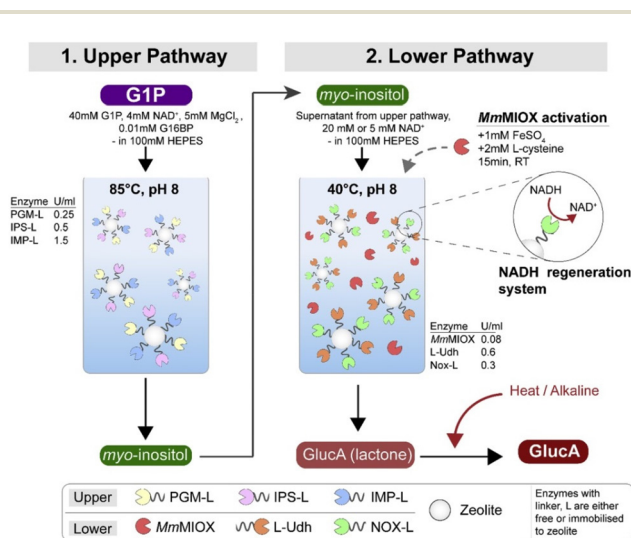 1. Upper Pathway
G1P
40mM G1P, 4mM NAD⁺, 5mM MgCl₂,
0.01mM G16BP
- in 100mM HEPES
85°C, pH 8
Enzyme U/ml
PGM-L 0.25
IPS-L 0.5
IMP-L 1.5
myo-inositol
2. Lower Pathway
myo-inositol
Supernatant from upper pathway,
20 mM or 5 mM NAD⁺
- in 100mM HEPES
MmMIOX activation
+1mM FeSO₄
+2mM L-cysteine
15min, RT
40°C, pH 8
NADH
NAD⁺
NADH regeneration
system
Enzyme U/ml
MmMIOX 0.08
L-Udh 0.6
Nox-L 0.3
Heat / Alkaline
GlucA (lactone)
GlucA
Upper PGM-L IPS-L IMP-L
Lower MmMIOX L-Udh NOX-L
Zeolite
Enzymes with
linker, L are either
free or immobilised
to zeolite